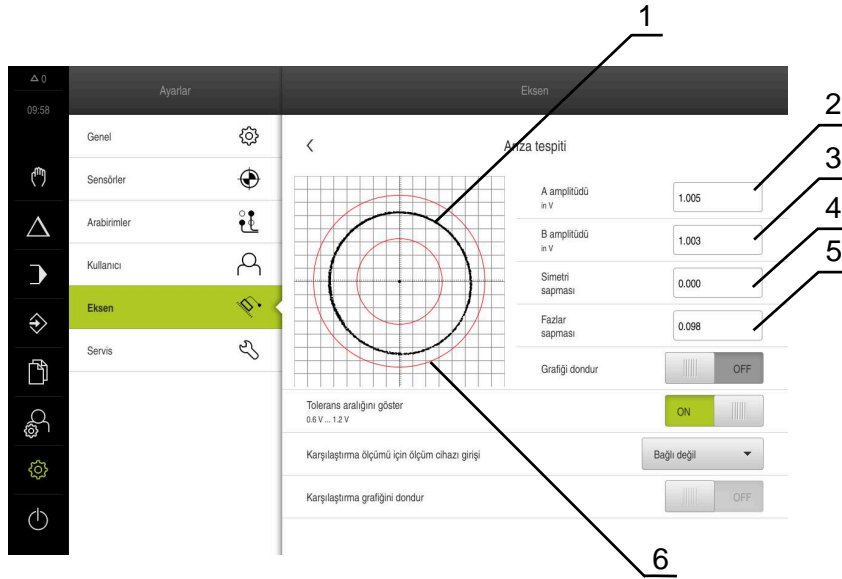 1
△ 0
Ayarlar
Eksen
09:58
2
Genel
Arıza tespiti
3
Sensörler
A amplitüdü
in V
1.005
4
Arabirimler
B amplitüdü
in V
1.003
5
Kullanıcı
Simetri
sapması
0.000
Eksen
Fazlar
sapması
0.098
Servis
Grafiği dondur
OFF
Tolerans aralığını göster
0.6 V ... 1.2 V
ON
Karşılaştırma ölçümü için ölçüm cihazı girişi
Bağlı değil
Karşılaştırma grafiğini dondur
OFF
6